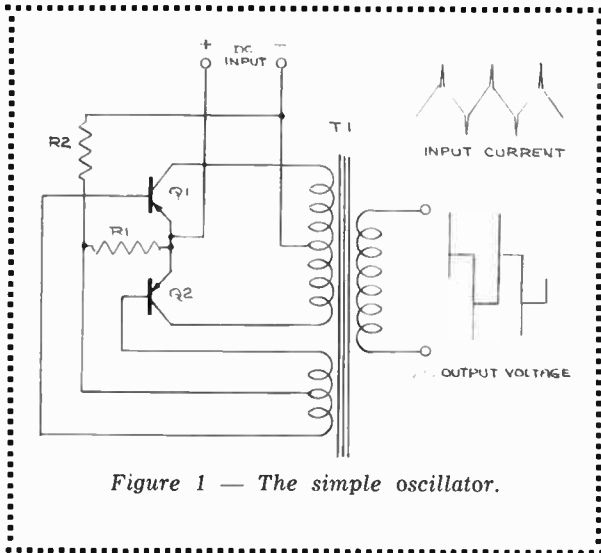 + DC −
INPUT
T1
R2
Q1
R1
Q2
INPUT CURRENT
OUTPUT VOLTAGE
Figure 1 — The simple oscillator.